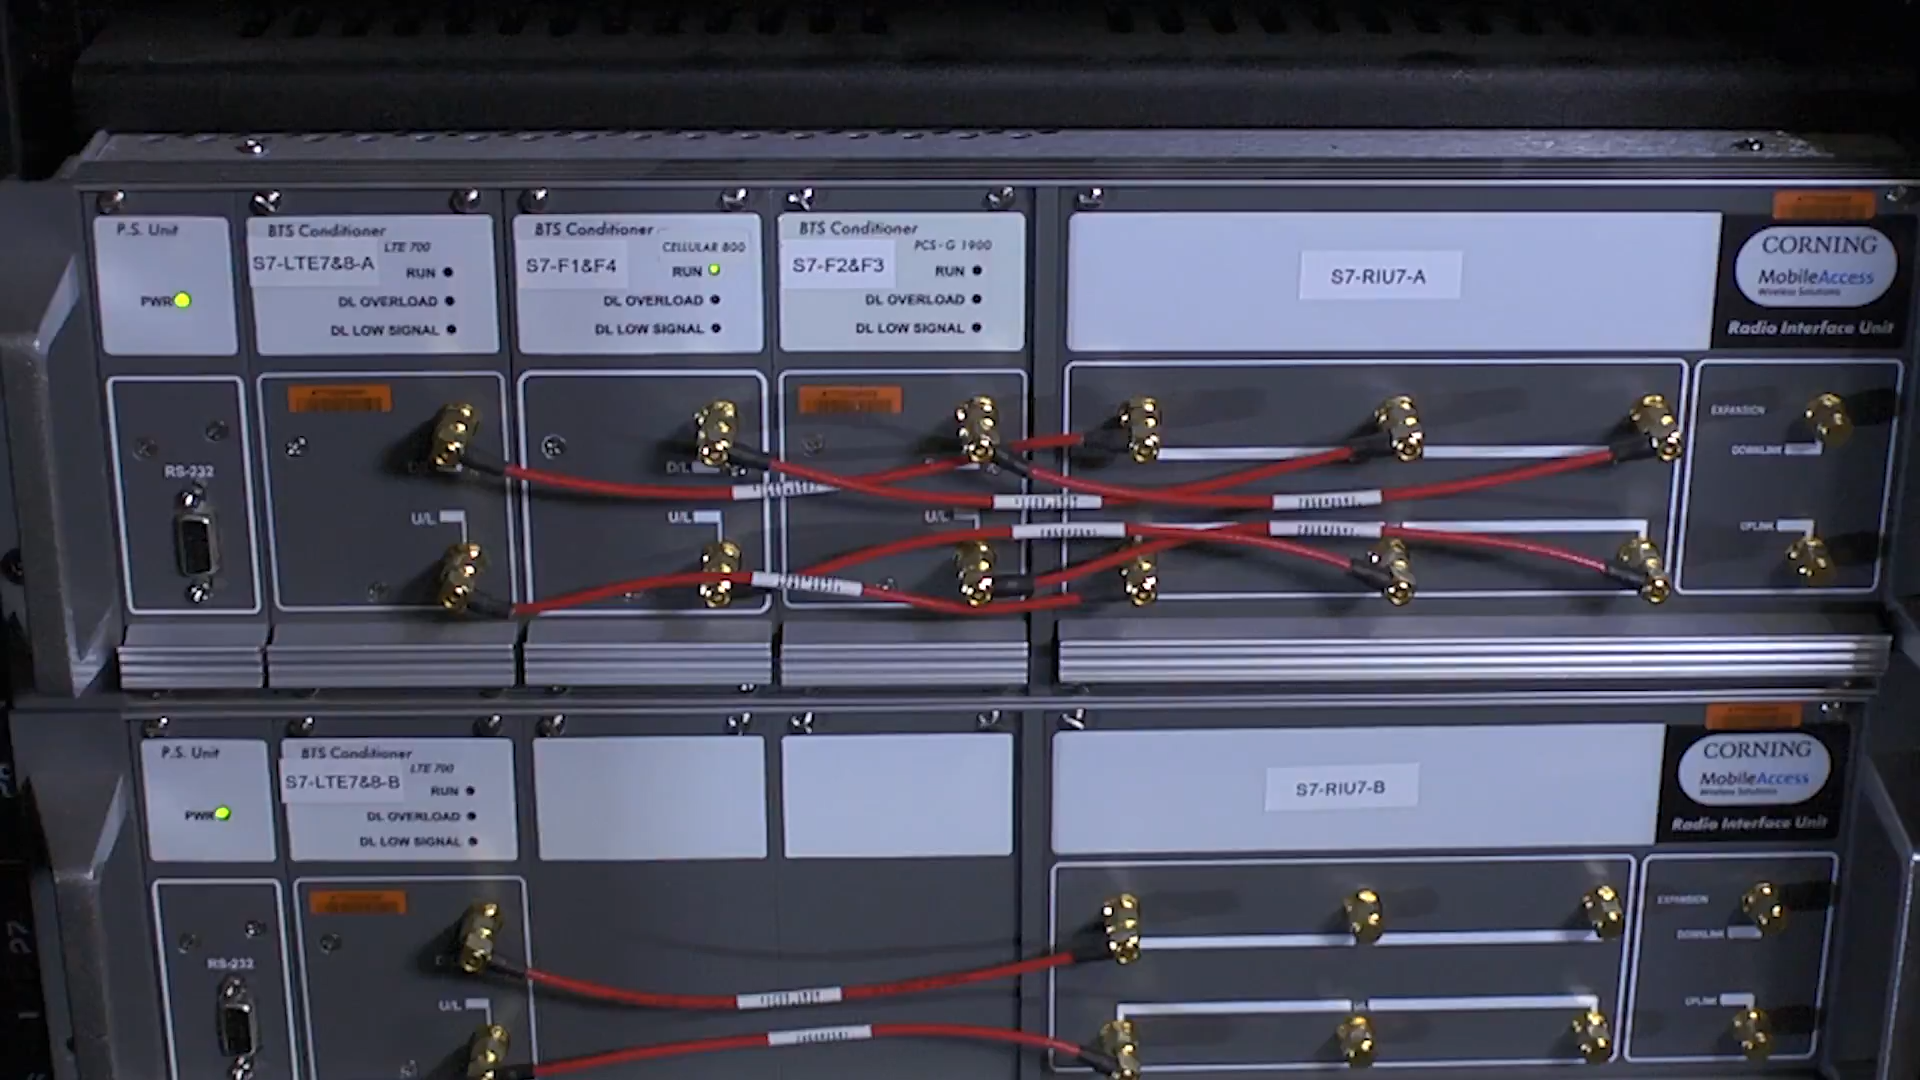 P.S. Unit
PWR
BTS Conditioner
LTE 700
S7-LTE7&8-A
RUN
DL OVERLOAD
DL LOW SIGNAL
BTS Conditioner
CELLULAR 800
S7-F1&F4
RUN
DL OVERLOAD
DL LOW SIGNAL
BTS Conditioner
PCS-G 1900
S7-F2&F3
RUN
DL OVERLOAD
DL LOW SIGNAL
S7-RIU7-A
CORNING
MobileAccess
Wireless Solutions
Radio Interface Unit
RS-232
U/L
D/L
U/L
U/L
EXPANSION
DOWNLINK
UPLINK
P.S. Unit
PWR
BTS Conditioner
LTE 700
S7-LTE7&8-B
RUN
DL OVERLOAD
DL LOW SIGNAL
S7-RIU7-B
CORNING
MobileAccess
Wireless Solutions
Radio Interface Unit
RS-232
U/L
EXPANSION
DOWNLINK
UPLINK